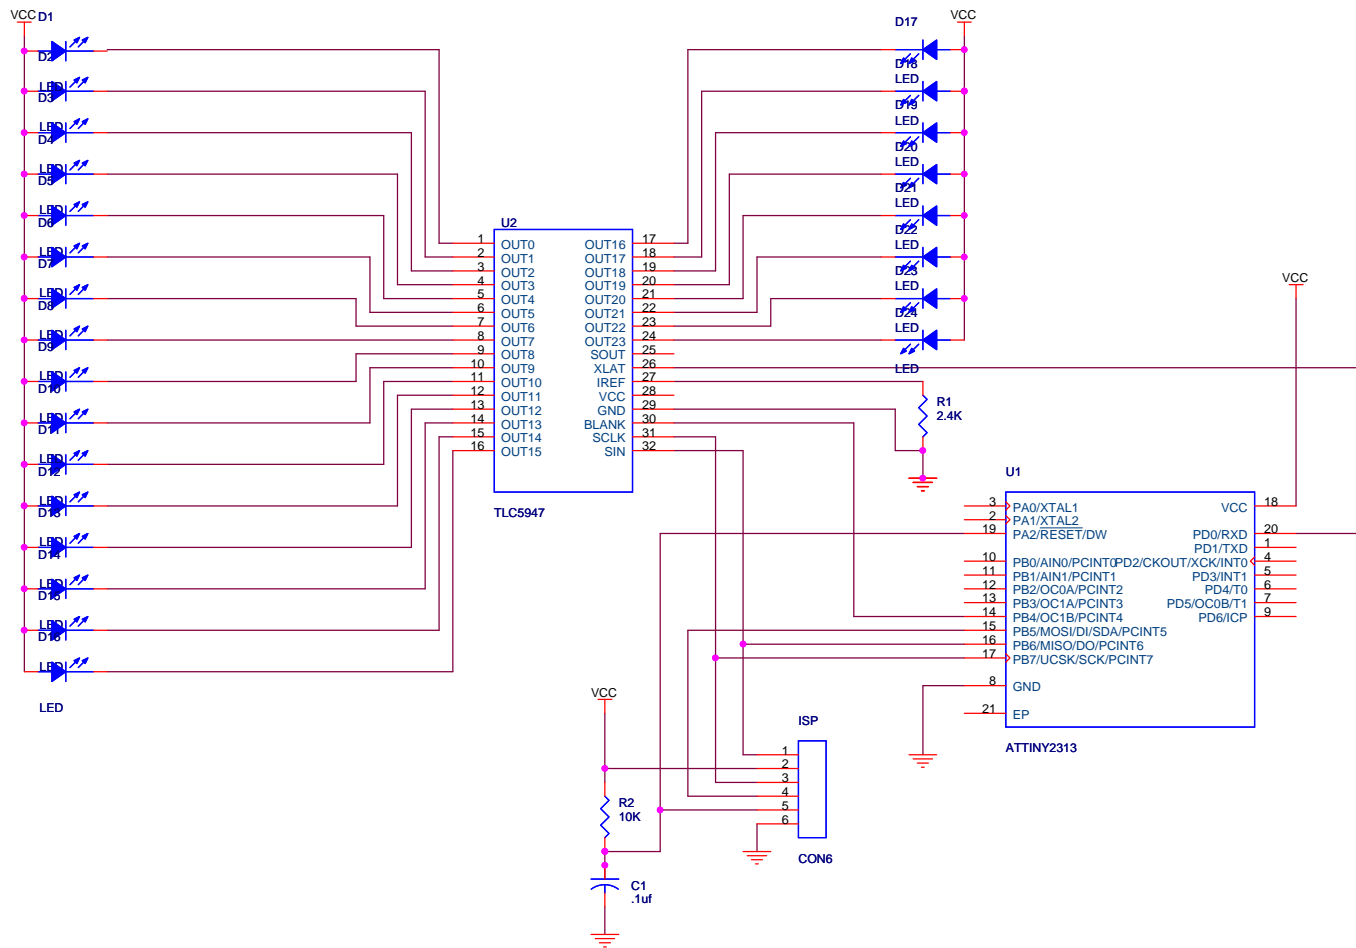 VCC D1
D2
LED
D3
LED
D4
LED
D5
LED
D6
LED
D7
LED
D8
LED
D9
LED
D10
LED
D11
LED
D12
LED
D13
LED
D14
LED
D15
LED
D16
LED
LED
D17
VCC
D18
LED
D19
LED
D20
LED
D21
LED
D22
LED
D23
LED
D24
LED
LED
U2
1 OUT0
2 OUT1
3 OUT2
4 OUT3
5 OUT4
6 OUT5
7 OUT6
8 OUT7
9 OUT8
10 OUT9
11 OUT10
12 OUT11
13 OUT12
14 OUT13
15 OUT14
16 OUT15
OUT16 17
OUT17 18
OUT18 19
OUT19 20
OUT20 21
OUT21 22
OUT22 23
OUT23 24
SOUT 25
XLAT 26
IREF 27
VCC 28
GND 29
BLANK 30
SCLK 31
SIN 32
TLC5947
R1
2.4K
VCC
U1
3 PA0/XTAL1
2 PA1/XTAL2
19 PA2/RESET/DW
10 PB0/AIN0/PCINT0
11 PB1/AIN1/PCINT1
12 PB2/OC0A/PCINT2
13 PB3/OC1A/PCINT3
14 PB4/OC1B/PCINT4
15 PB5/MOSI/DI/SDA/PCINT5
16 PB6/MISO/DO/PCINT6
17 PB7/UCSK/SCK/PCINT7
8 GND
21 EP
VCC 18
PD0/RXD 20
PD1/TXD 1
PD2/CKOUT/XCK/INT0 4
PD3/INT1 5
PD4/T0 6
PD5/OC0B/T1 7
PD6/ICP 9
ATTINY2313
VCC
R2
10K
C1
.1uf
ISP
1
2
3
4
5
6
CON6